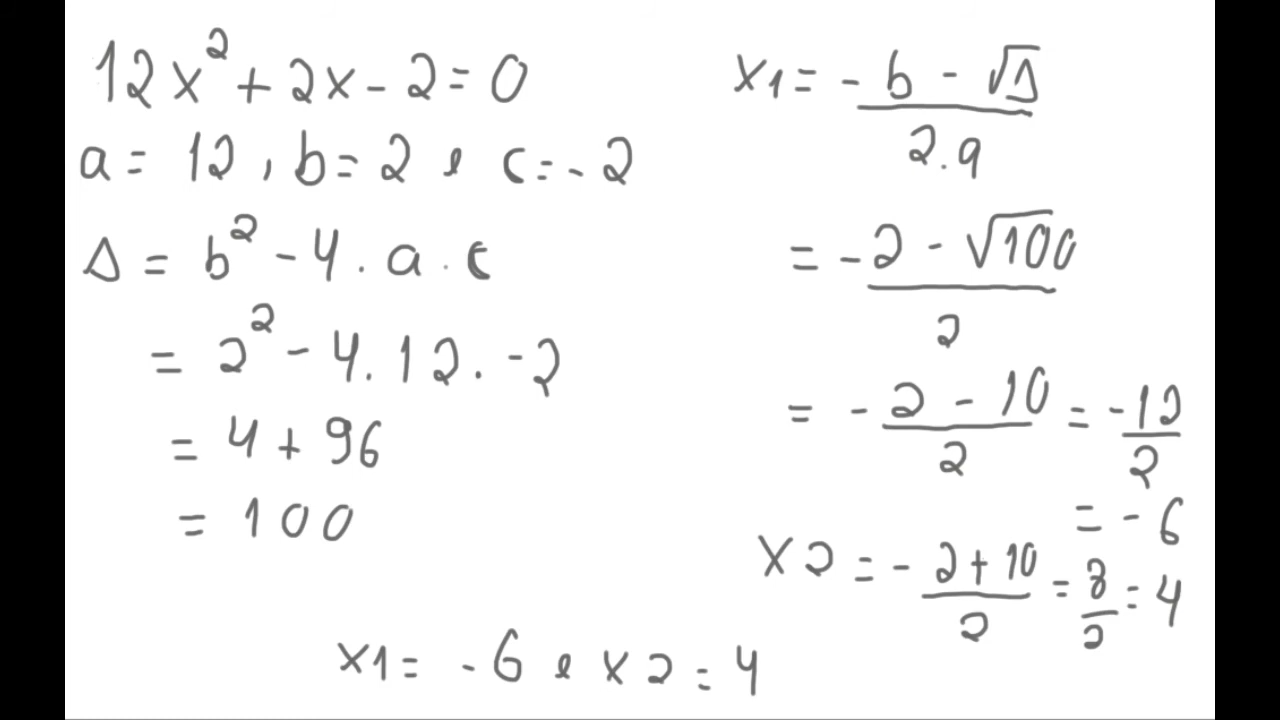 12x² + 2x - 2 = 0
a = 12 , b = 2 e c = - 2
Δ = b² - 4 . a . c
= 2² - 4 . 12 . -2
= 4 + 96
= 100
x1 = - b - √Δ
2.a
= - 2 - √100
2
= - 2 - 10 = - 12
2 2
= - 6
x2 = - 2 + 10 = 8 = 4
2 2
x1 = - 6 e x2 = 4